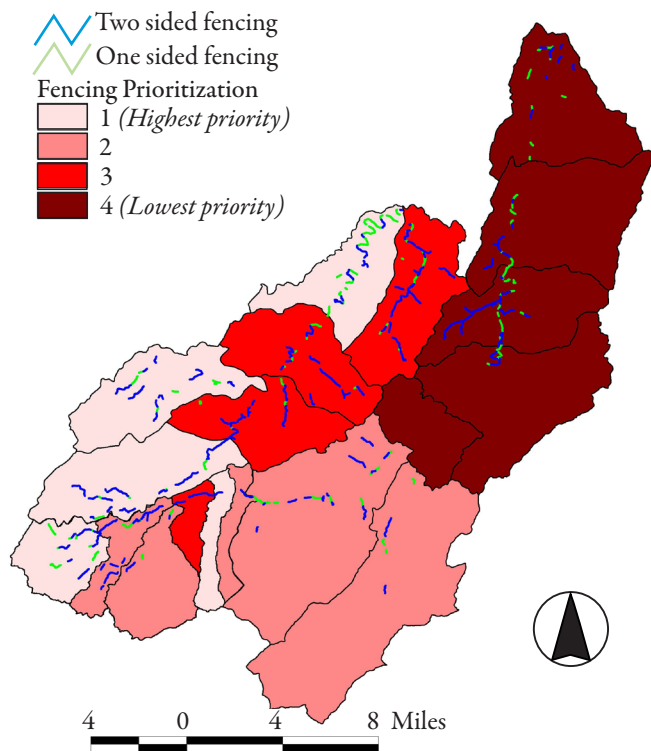 Two sided fencing
One sided fencing
Fencing Prioritization
1 (Highest priority)
2
3
4 (Lowest priority)
4 0 4 8 Miles